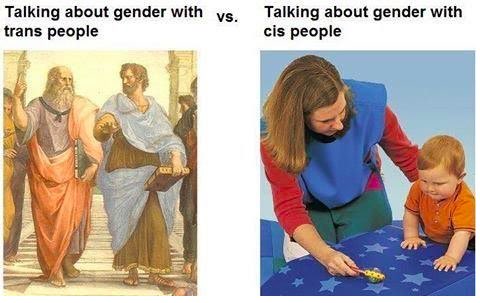 Talking about gender with
trans people
vs.
Talking about gender with
cis people